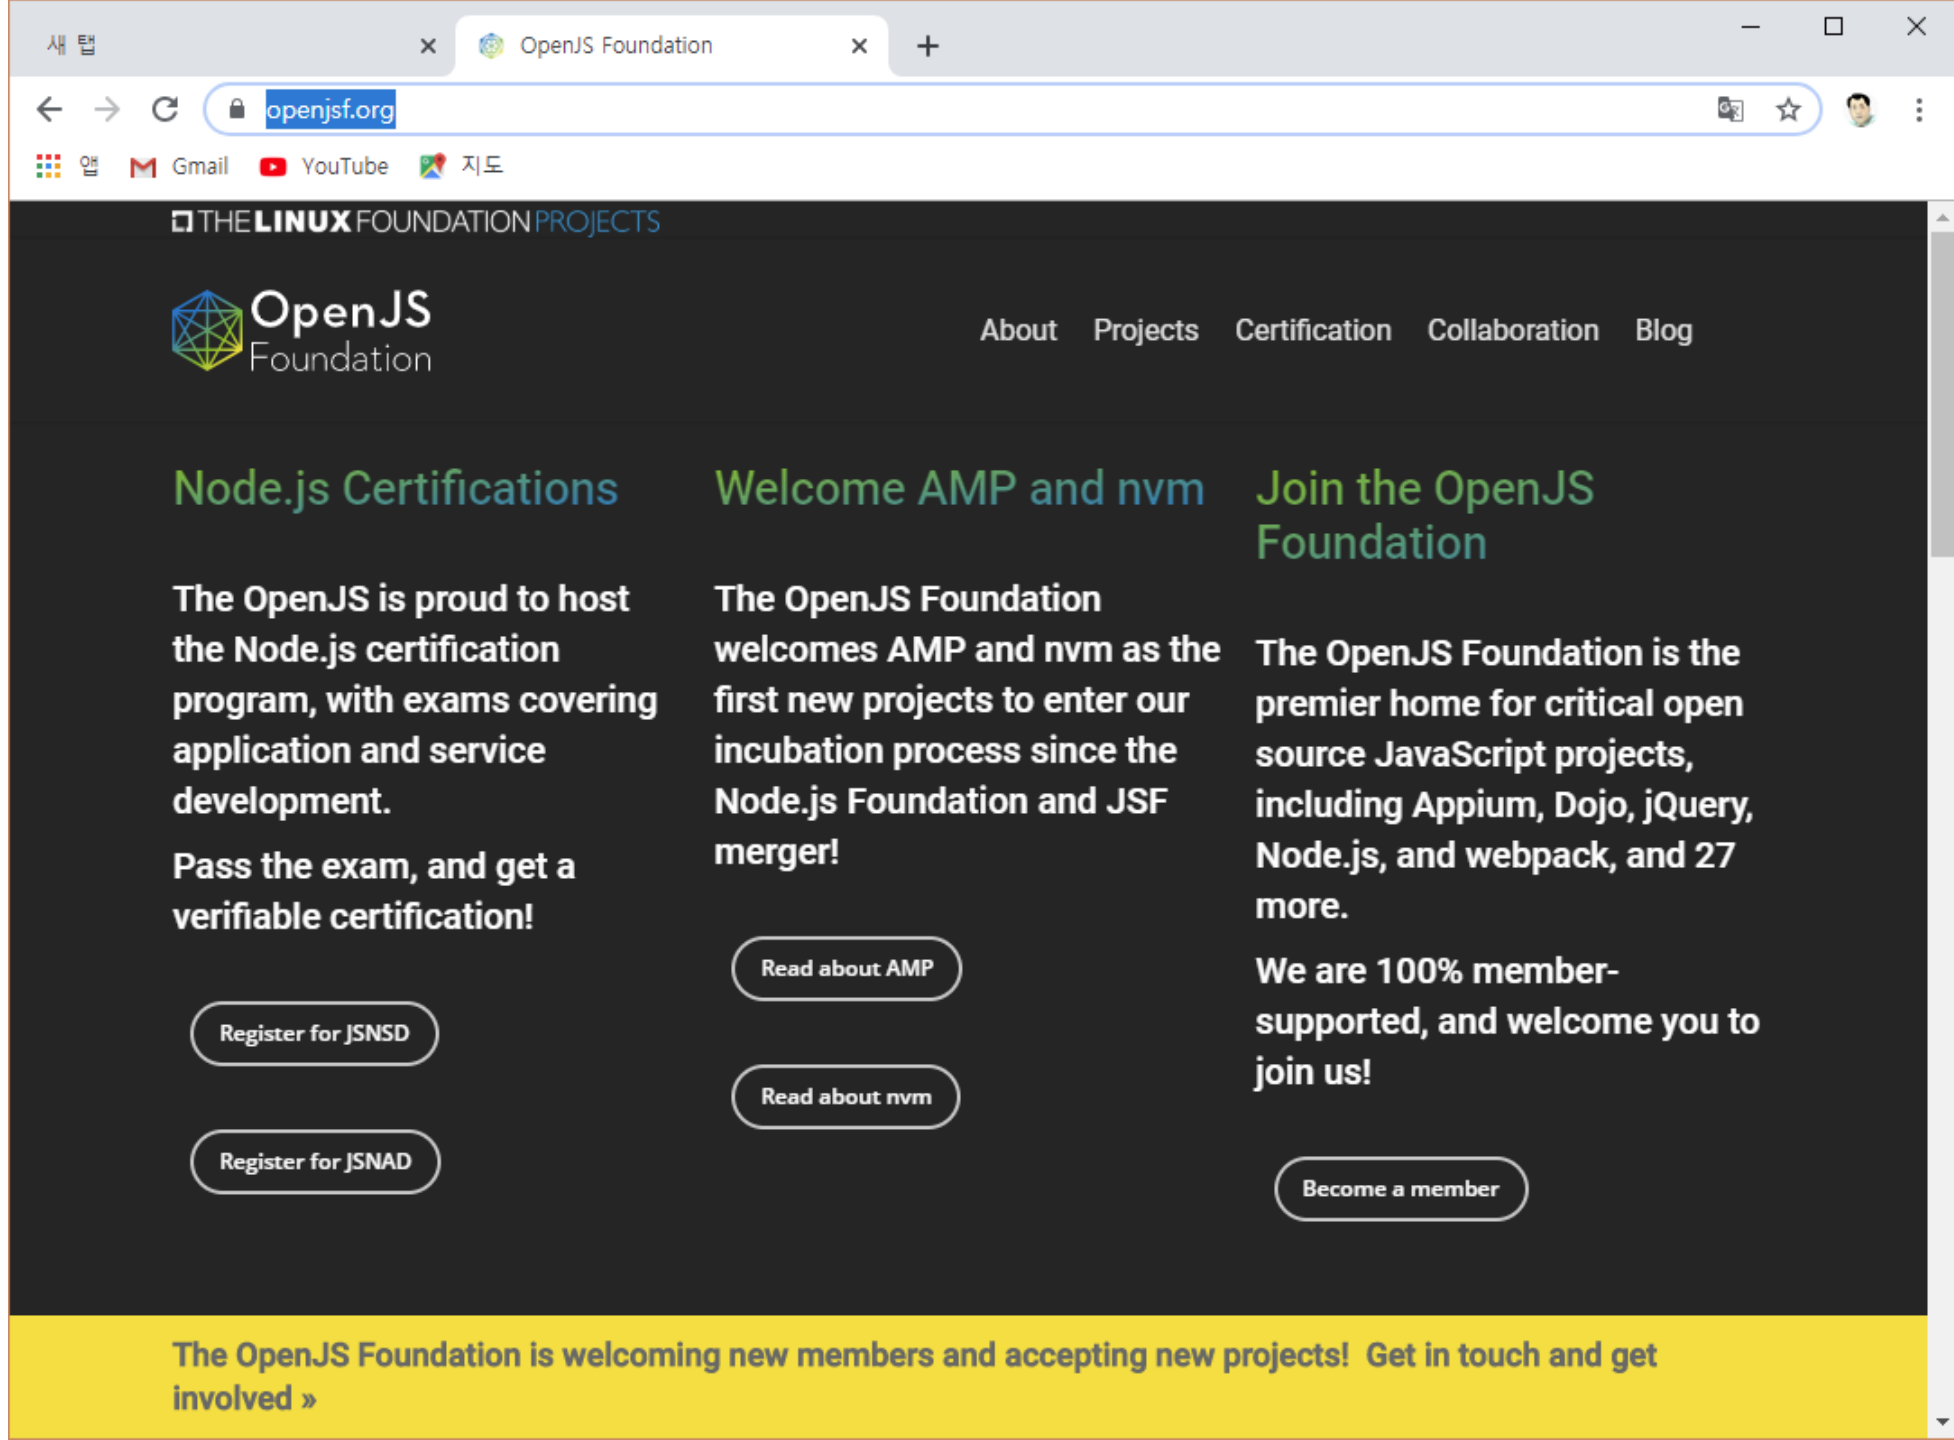 새 탭
OpenJS Foundation
openjsf.org
앱 Gmail YouTube 지도
THE LINUX FOUNDATION PROJECTS
OpenJS
Foundation
About Projects Certification Collaboration Blog
Node.js Certifications
The OpenJS is proud to host
the Node.js certification
program, with exams covering
application and service
development.
Pass the exam, and get a
verifiable certification!
Register for JSNSD
Register for JSNAD
Welcome AMP and nvm
The OpenJS Foundation
welcomes AMP and nvm as the
first new projects to enter our
incubation process since the
Node.js Foundation and JSF
merger!
Read about AMP
Read about nvm
Join the OpenJS
Foundation
The OpenJS Foundation is the
premier home for critical open
source JavaScript projects,
including Appium, Dojo, jQuery,
Node.js, and webpack, and 27
more.
We are 100% member-
supported, and welcome you to
join us!
Become a member
The OpenJS Foundation is welcoming new members and accepting new projects!  Get in touch and get
involved »